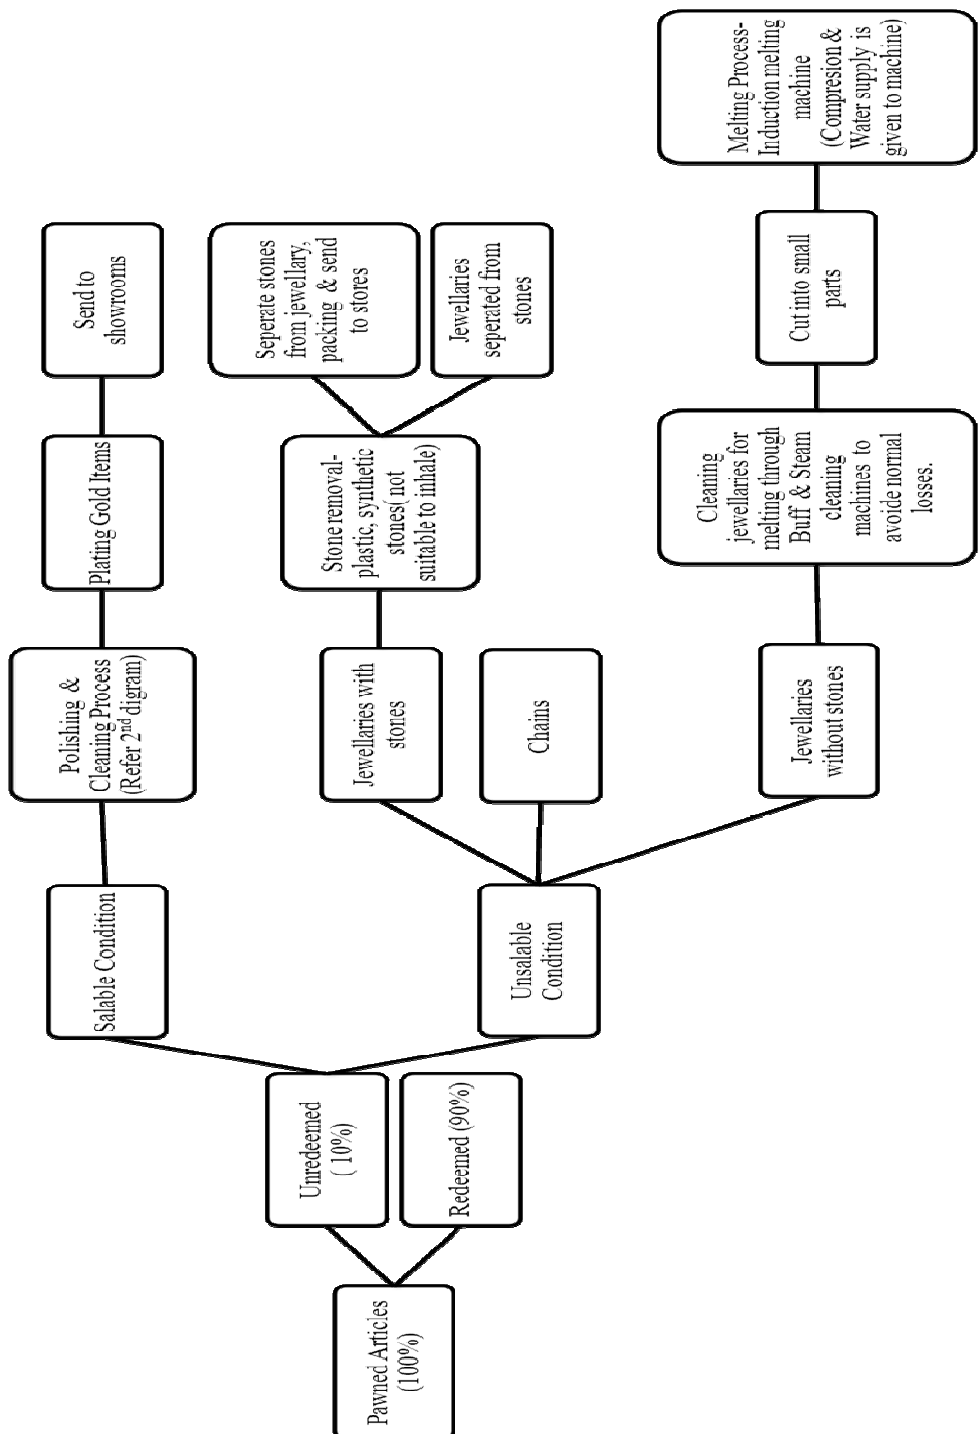 Pawned Articles
(100%)
Unredeemed
( 10%)
Redeemed (90%)
Salable Condition
Unsalable
Condition
Polishing &
Cleaning Process
(Refer 2nd digram)
Jewellaries with
stones
Chains
Jewellaries
without stones
Plating Gold Items
Stone removal-
plastic, synthetic
stones( not
suitable to inhale)
Cleaning
jewellaries for
melting through
Buff & Steam
cleaning
machines to
avoide normal
losses.
Send to
showrooms
Seperate stones
from jewellary,
packing & send
to stores
Jewellaries
seperated from
stones
Cut into small
parts
Melting Process-
Induction melting
machine
(Compresion &
Water supply is
given to machine)